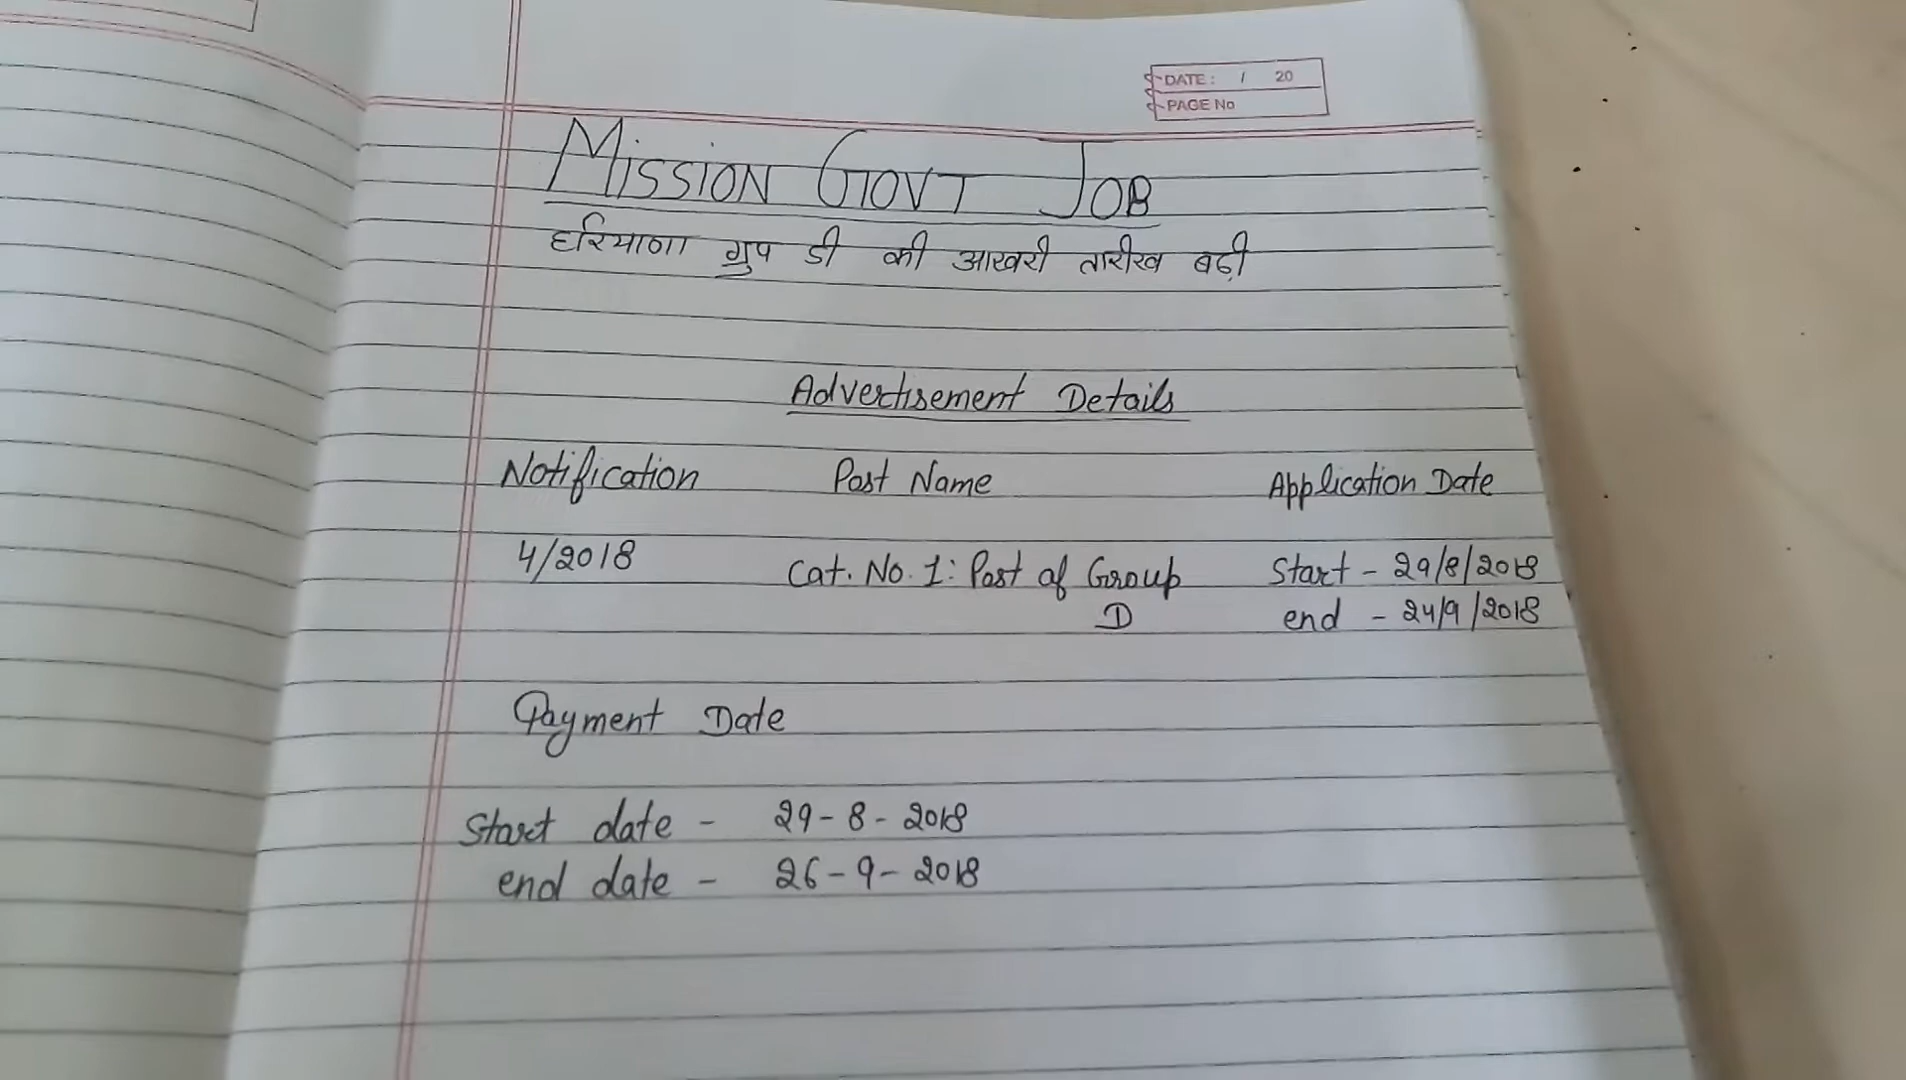 DATE : / 20
PAGE No
MISSION GOVT JOB
हरियाणा ग्रुप डी की आखरी तारीख बढ़ी
Advertisement Details
Notification Post Name Application Date
4/2018 Cat. No. 1: Post of Group Start - 29/8/2018
D end - 24/9/2018
Payment Date
Start date - 29-8-2018
end date - 26-9-2018